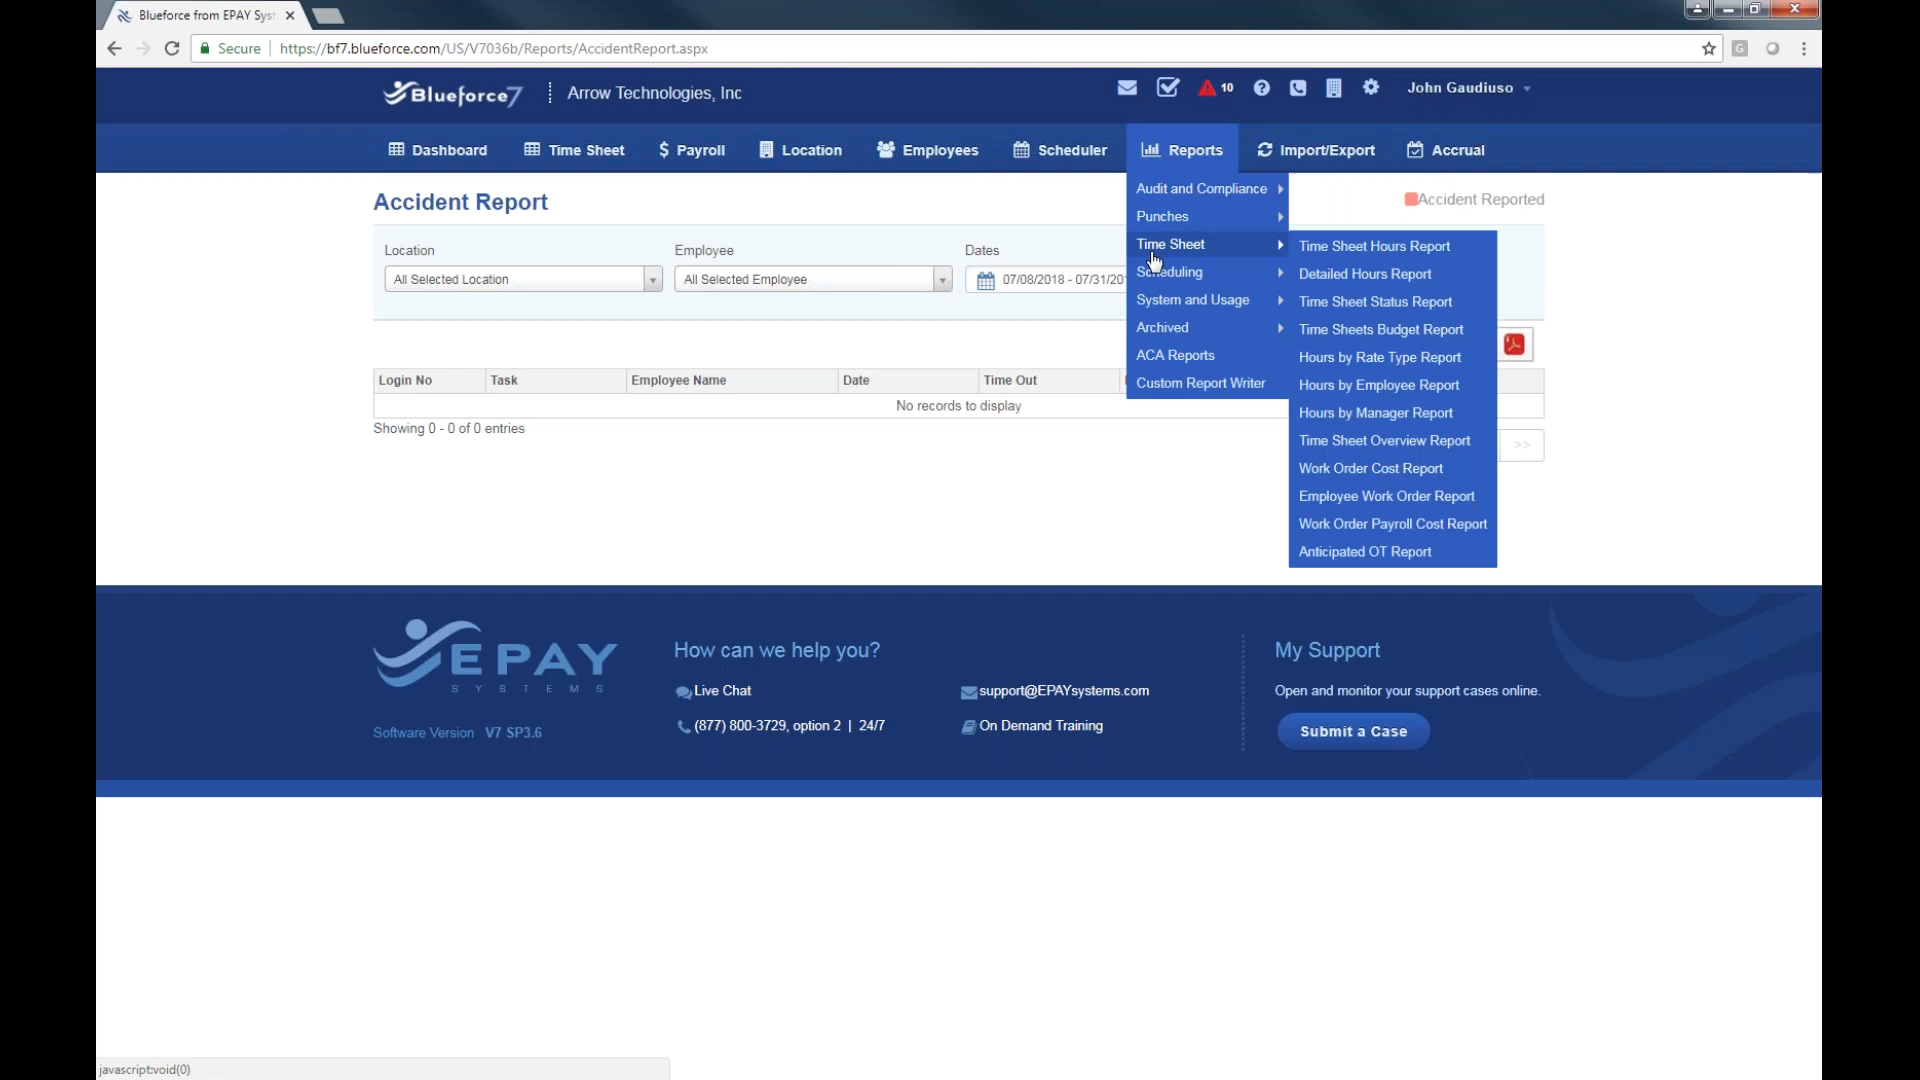 Blueforce from EPAY Syst
Secure
https://bf7.blueforce.com/US/V7036b/Reports/AccidentReport.aspx
Blueforce7
Arrow Technologies, Inc
10
John Gaudiuso
Dashboard
Time Sheet
Payroll
Location
Employees
Scheduler
Reports
Import/Export
Accrual
Accident Report
Accident Reported
Location
Employee
Dates
All Selected Location
All Selected Employee
07/08/2018 - 07/31/201
Audit and Compliance
Punches
Time Sheet
Scheduling
System and Usage
Archived
ACA Reports
Custom Report Writer
Time Sheet Hours Report
Detailed Hours Report
Time Sheet Status Report
Time Sheets Budget Report
Hours by Rate Type Report
Hours by Employee Report
Hours by Manager Report
Time Sheet Overview Report
Work Order Cost Report
Employee Work Order Report
Work Order Payroll Cost Report
Anticipated OT Report
Login No
Task
Employee Name
Date
Time Out
No records to display
Showing 0 - 0 of 0 entries
>>
EPAY
SYSTEMS
Software Version V7 SP3.6
How can we help you?
Live Chat
support@EPAYsystems.com
(877) 800-3729, option 2 | 24/7
On Demand Training
My Support
Open and monitor your support cases online.
Submit a Case
javascript:void(0)